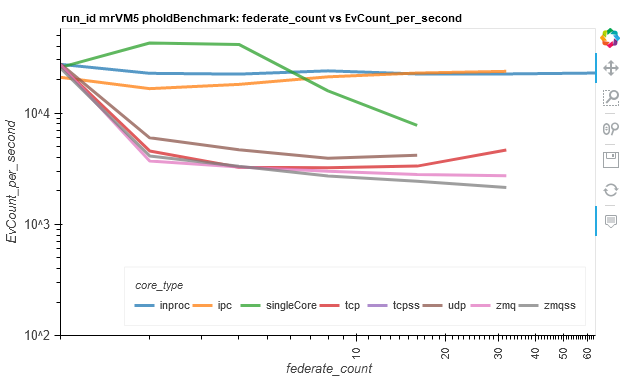 run_id mrVM5 pholdBenchmark: federate_count vs EvCount_per_second
EvCount_per_second
10^4
10^3
10^2
core_type
inproc ipc singleCore tcp tcpss udp zmq zmqss
10 20 30 40 50 60
federate_count